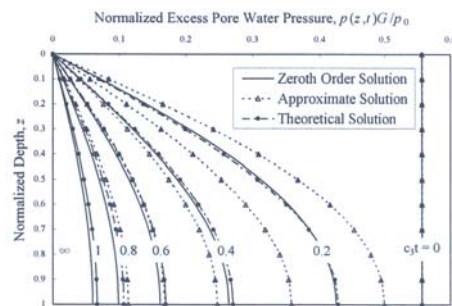 Normalized Excess Pore Water Pressure, p(z,t)G/p₀
0 0.1 0.2 0.3 0.4 0.5 0.6
Normalized Depth, z
0
0.1
0.2
0.3
0.4
0.5
0.6
0.7
0.8
0.9
1
Zeroth Order Solution
Approximate Solution
Theoretical Solution
∞ 1 0.8 0.6 0.4 0.2 c₃t = 0